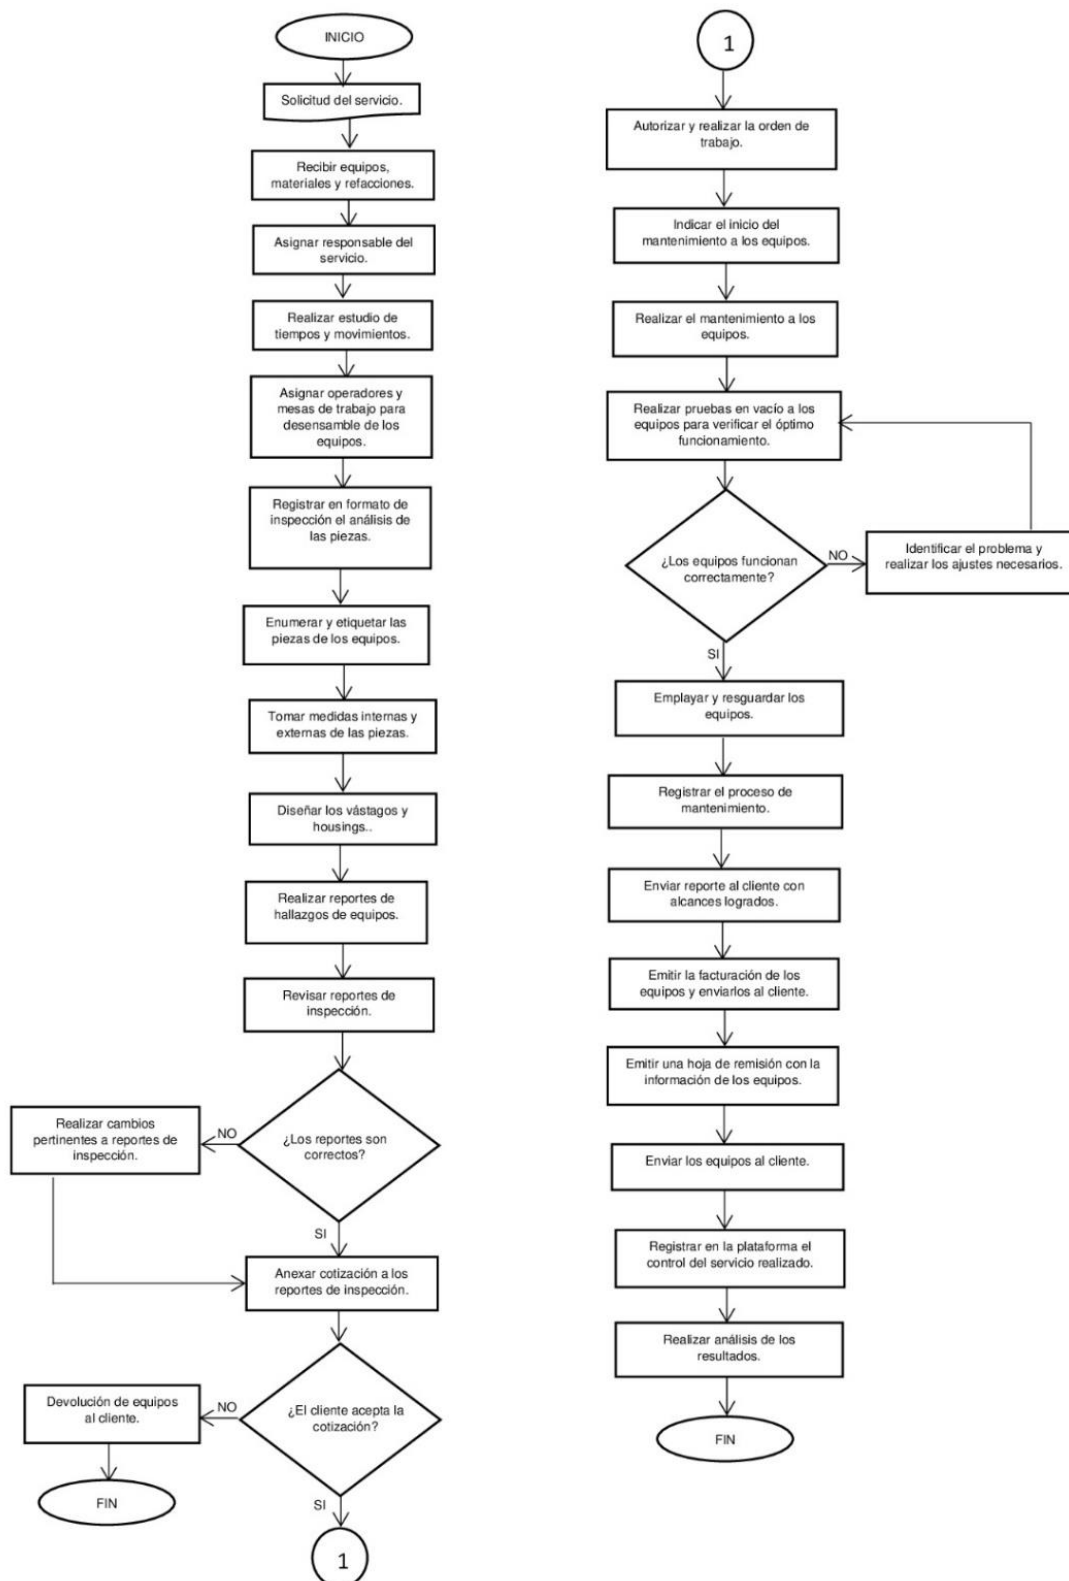 INICIO
Solicitud del servicio.
Recibir equipos,
materiales y refacciones.
Asignar responsable del
servicio.
Realizar estudio de
tiempos y movimientos.
Asignar operadores y
mesas de trabajo para
desensamble de los
equipos.
Registrar en formato de
inspección el análisis de
las piezas.
Enumerar y etiquetar las
piezas de los equipos.
Tomar medidas internas y
externas de las piezas.
Diseñar los vástagos y
housings..
Realizar reportes de
hallazgos de equipos.
Revisar reportes de
inspección.
¿Los reportes son
correctos?
NO
Realizar cambios
pertinentes a reportes de
inspección.
SI
Anexar cotización a los
reportes de inspección.
¿El cliente acepta la
cotización?
NO
Devolución de equipos
al cliente.
FIN
SI
1
1
Autorizar y realizar la orden de
trabajo.
Indicar el inicio del
mantenimiento a los equipos.
Realizar el mantenimiento a los
equipos.
Realizar pruebas en vacío a los
equipos para verificar el óptimo
funcionamiento.
¿Los equipos funcionan
correctamente?
NO
Identificar el problema y
realizar los ajustes necesarios.
SI
Emplayar y resguardar los
equipos.
Registrar el proceso de
mantenimiento.
Enviar reporte al cliente con
alcances logrados.
Emitir la facturación de los
equipos y enviarlos al cliente.
Emitir una hoja de remisión con la
información de los equipos.
Enviar los equipos al cliente.
Registrar en la plataforma el
control del servicio realizado.
Realizar análisis de los
resultados.
FIN